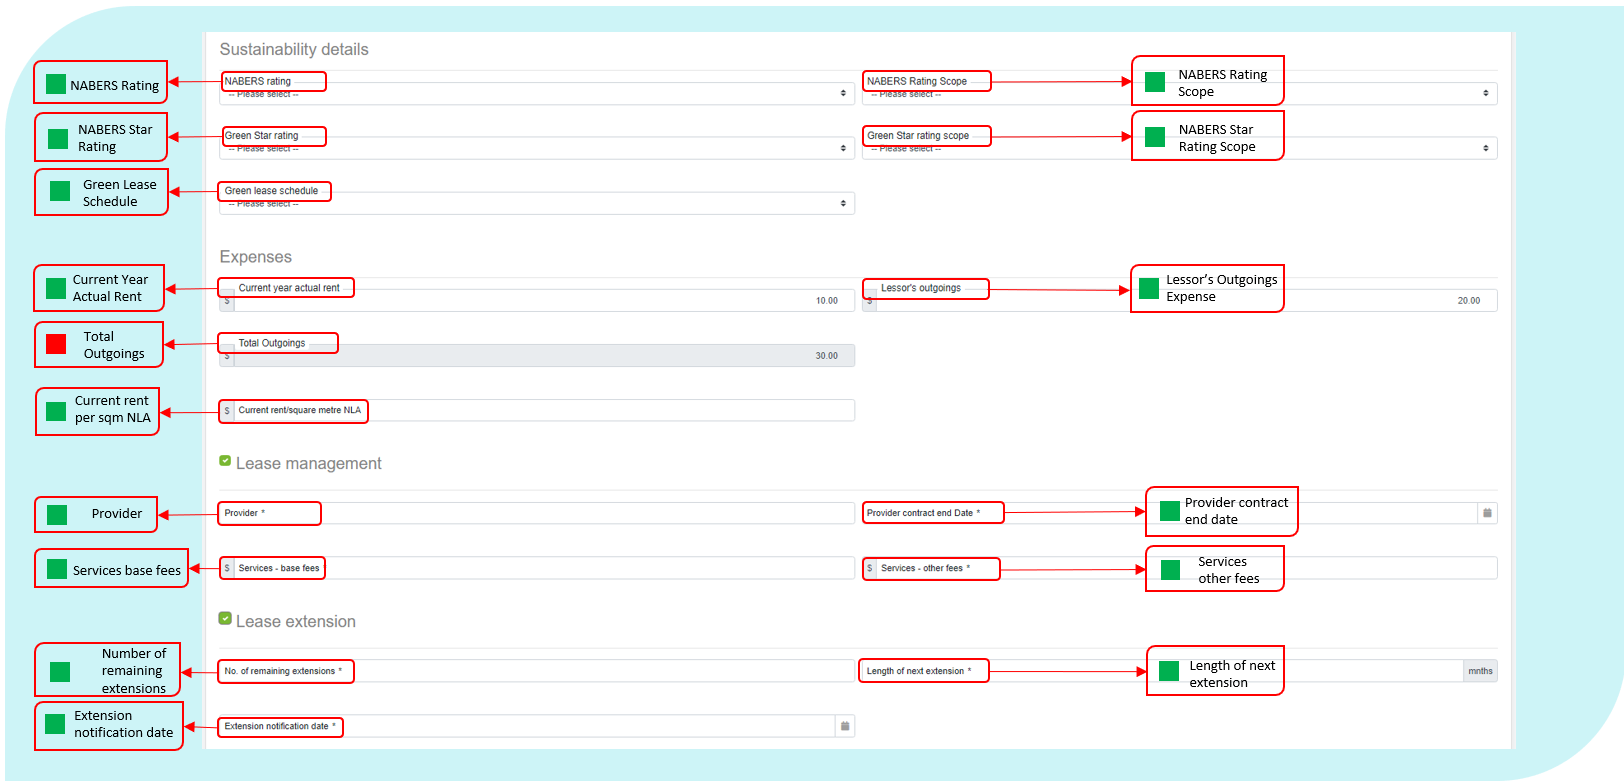 Sustainability details
NABERS Rating
NABERS rating
-- Please select --
NABERS Rating Scope
-- Please select --
NABERS Rating
Scope
NABERS Star
Rating
Green Star rating
-- Please select --
Green Star rating scope
-- Please select --
NABERS Star
Rating Scope
Green Lease
Schedule
Green lease schedule
-- Please select --
Expenses
Current Year
Actual Rent
Current year actual rent
$ 10.00
Lessor's outgoings
$ 20.00
Lessor’s Outgoings
Expense
Total
Outgoings
Total Outgoings
$ 30.00
Current rent
per sqm NLA
$ Current rent/square metre NLA
Lease management
Provider
Provider *
Provider contract end Date *
Provider contract
end date
Services base fees
$ Services - base fees *
$ Services - other fees *
Services
other fees
Lease extension
Number of
remaining
extensions
No. of remaining extensions *
Length of next extension *
Length of next
extension
mnths
Extension
notification date
Extension notification date *